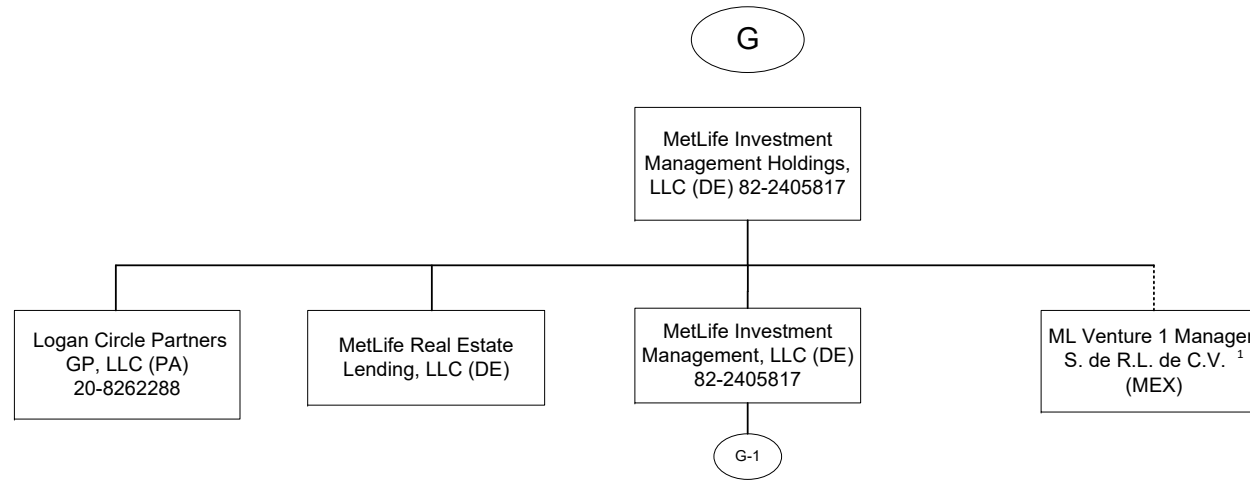 G
MetLife Investment
Management Holdings,
LLC (DE) 82-2405817
Logan Circle Partners
GP, LLC (PA)
20-8262288
MetLife Real Estate
Lending, LLC (DE)
MetLife Investment
Management, LLC (DE)
82-2405817
ML Venture 1 Manager
S. de R.L. de C.V. 1
(MEX)
G-1